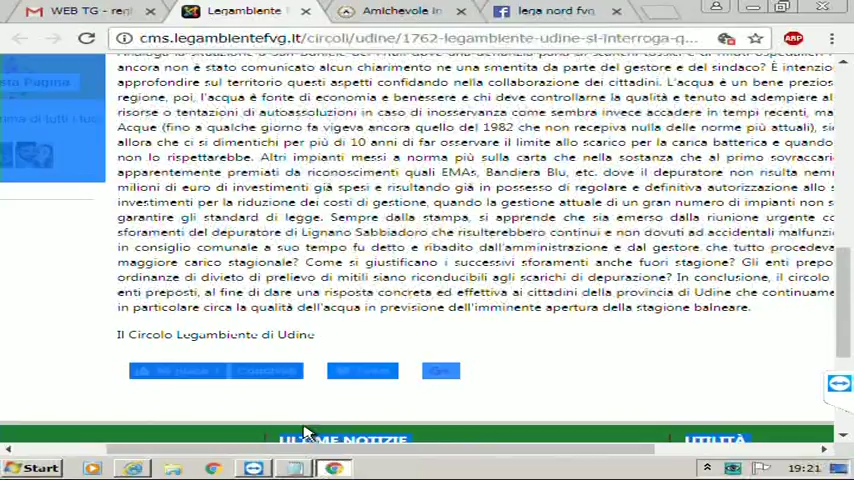 WEB TG - regi
Legambiente
Amichevole in
lega nord fvg
cms.legambientefvg.it/circoli/udine/1762-legambiente-udine-si-interroga-q...
ABP
ancora non è stato comunicato alcun chiarimento ne una smentita da parte del gestore e del sindaco? È intenzio
sta Pagina
approfondire sul territorio questi aspetti confidando nella collaborazione dei cittadini. L'acqua è un bene prezios
regione, poi, l'acqua è fonte di economia e benessere e chi deve controllarne la qualità e tenuto ad adempiere al
rima di tutti i tuo
risorse o tentazioni di autoassoluzioni in caso di inosservanza come sembra invece accadere in tempi recenti, ma
Acque (fino a qualche giorno fa vigeva ancora quello del 1982 che non recepiva nulla delle norme più attuali), si
allora che ci si dimentichi per più di 10 anni di far osservare il limite allo scarico per la carica batterica e quando
non lo rispettarebbe. Altri impianti messi a norma più sulla carta che nella sostanza che al primo sovraccari
apparentemente premiati da riconoscimenti quali EMAs, Bandiera Blu, etc. dove il depuratore non risulta nem
milioni di euro di investimenti già spesi e risultando già in possesso di regolare e definitiva autorizzazione allo s
investimenti per la riduzione dei costi di gestione, quando la gestione attuale di un gran numero di impianti non s
garantire gli standard di legge. Sempre dalla stampa, si apprende che sia emerso dalla riunione urgente co
sforamenti del depuratore di Lignano Sabbiadoro che risulterebbero continui e non dovuti ad accidentali malfunzi
in consiglio comunale a suo tempo fu detto e ribadito dall'amministrazione e dal gestore che tutto procedeva
maggiore carico stagionale? Come si giustificano i successivi sforamenti anche fuori stagione? Gli enti prepo
ordinanze di divieto di prelievo di mitili siano riconducibili agli scarichi di depurazione? In conclusione, il circolo
enti preposti, al fine di dare una risposta concreta ed effettiva ai cittadini della provincia di Udine che continuame
in particolare circa la qualità dell'acqua in previsione dell'imminente apertura della stagione balneare.
Il Circolo Legambiente di Udine
Mi piace Condividi Tweet G+
ULTIME NOTIZIE UTILITÀ
Start 19:21